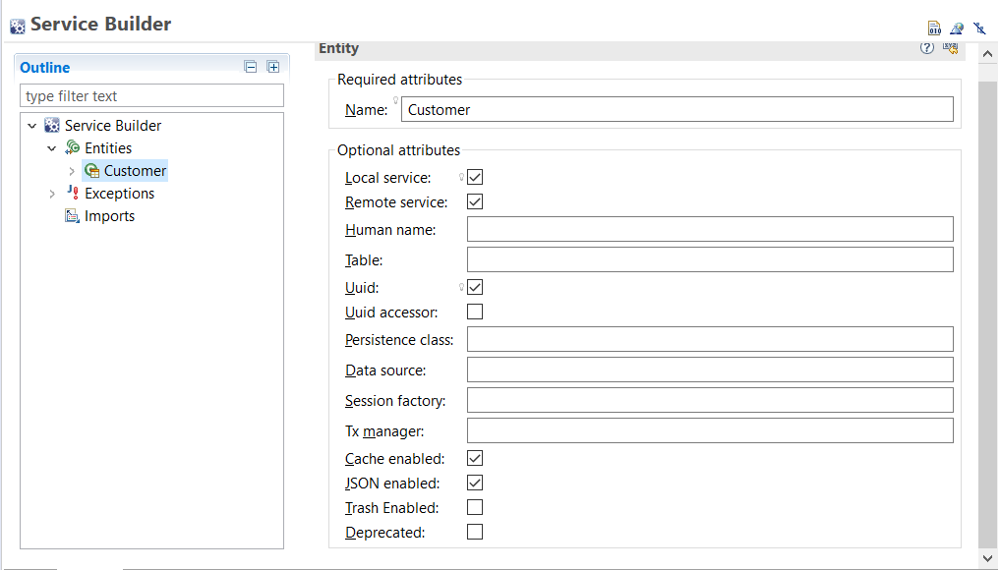 Service Builder
010
Outline
type filter text
Service Builder
Entities
Customer
Exceptions
Imports
Entity
Required attributes
Name: Customer
Optional attributes
Local service:
Remote service:
Human name:
Table:
Uuid:
Uuid accessor:
Persistence class:
Data source:
Session factory:
Tx manager:
Cache enabled:
JSON enabled:
Trash Enabled:
Deprecated: